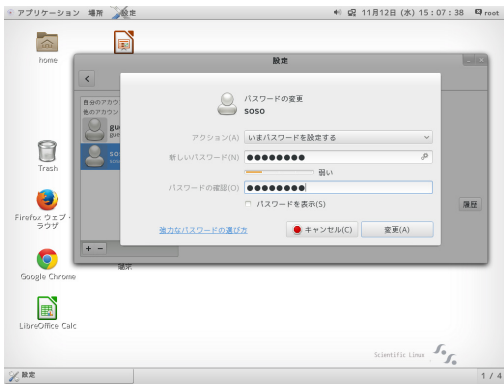 アプリケーション 場所 設定
11月12日 (水) 15:07:38 root
home
設定
自分のアカウ
他のアカウン
gue
gue
パスワードの変更
soso
アクション(A) いまパスワードを設定する
新しいパスワード(N)
弱い
パスワードの確認(O)
パスワードを表示(S)
強力なパスワードの選び方 キャンセル(C) 変更(A)
履歴
+ −
Trash
Firefox ウェブ・
ラウザ
Google Chrome
LibreOffice Calc
Scientific Linux
設定
1 / 4